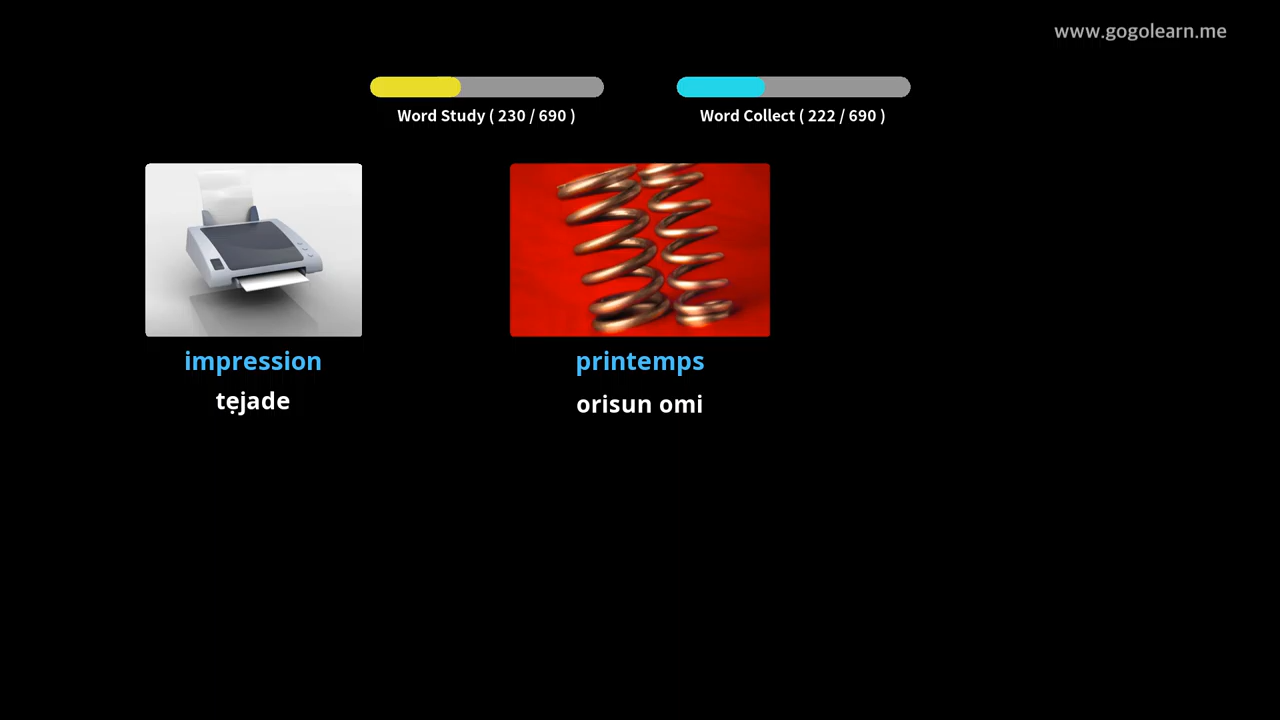 www.gogolearn.me
Word Study ( 230 / 690 )
Word Collect ( 222 / 690 )
impression
tẹjade
printemps
orisun omi